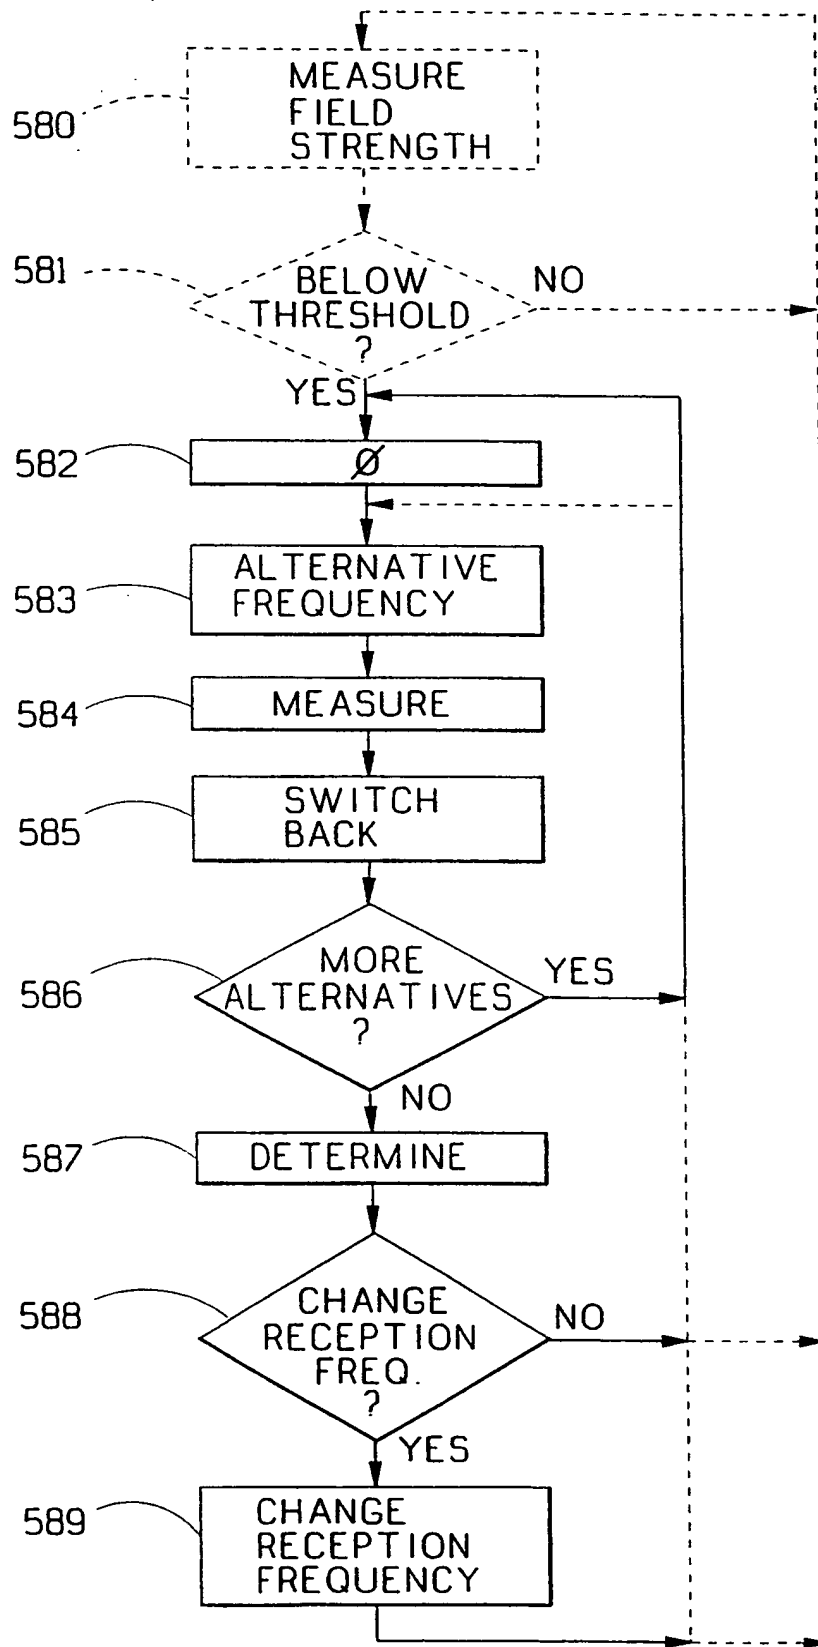 MEASURE
FIELD
STRENGTH
580
581
BELOW
THRESHOLD
?
NO
YES
582
Ø
583
ALTERNATIVE
FREQUENCY
584
MEASURE
585
SWITCH
BACK
586
MORE
ALTERNATIVES
?
YES
NO
587
DETERMINE
588
CHANGE
RECEPTION
FREQ.
?
NO
YES
589
CHANGE
RECEPTION
FREQUENCY